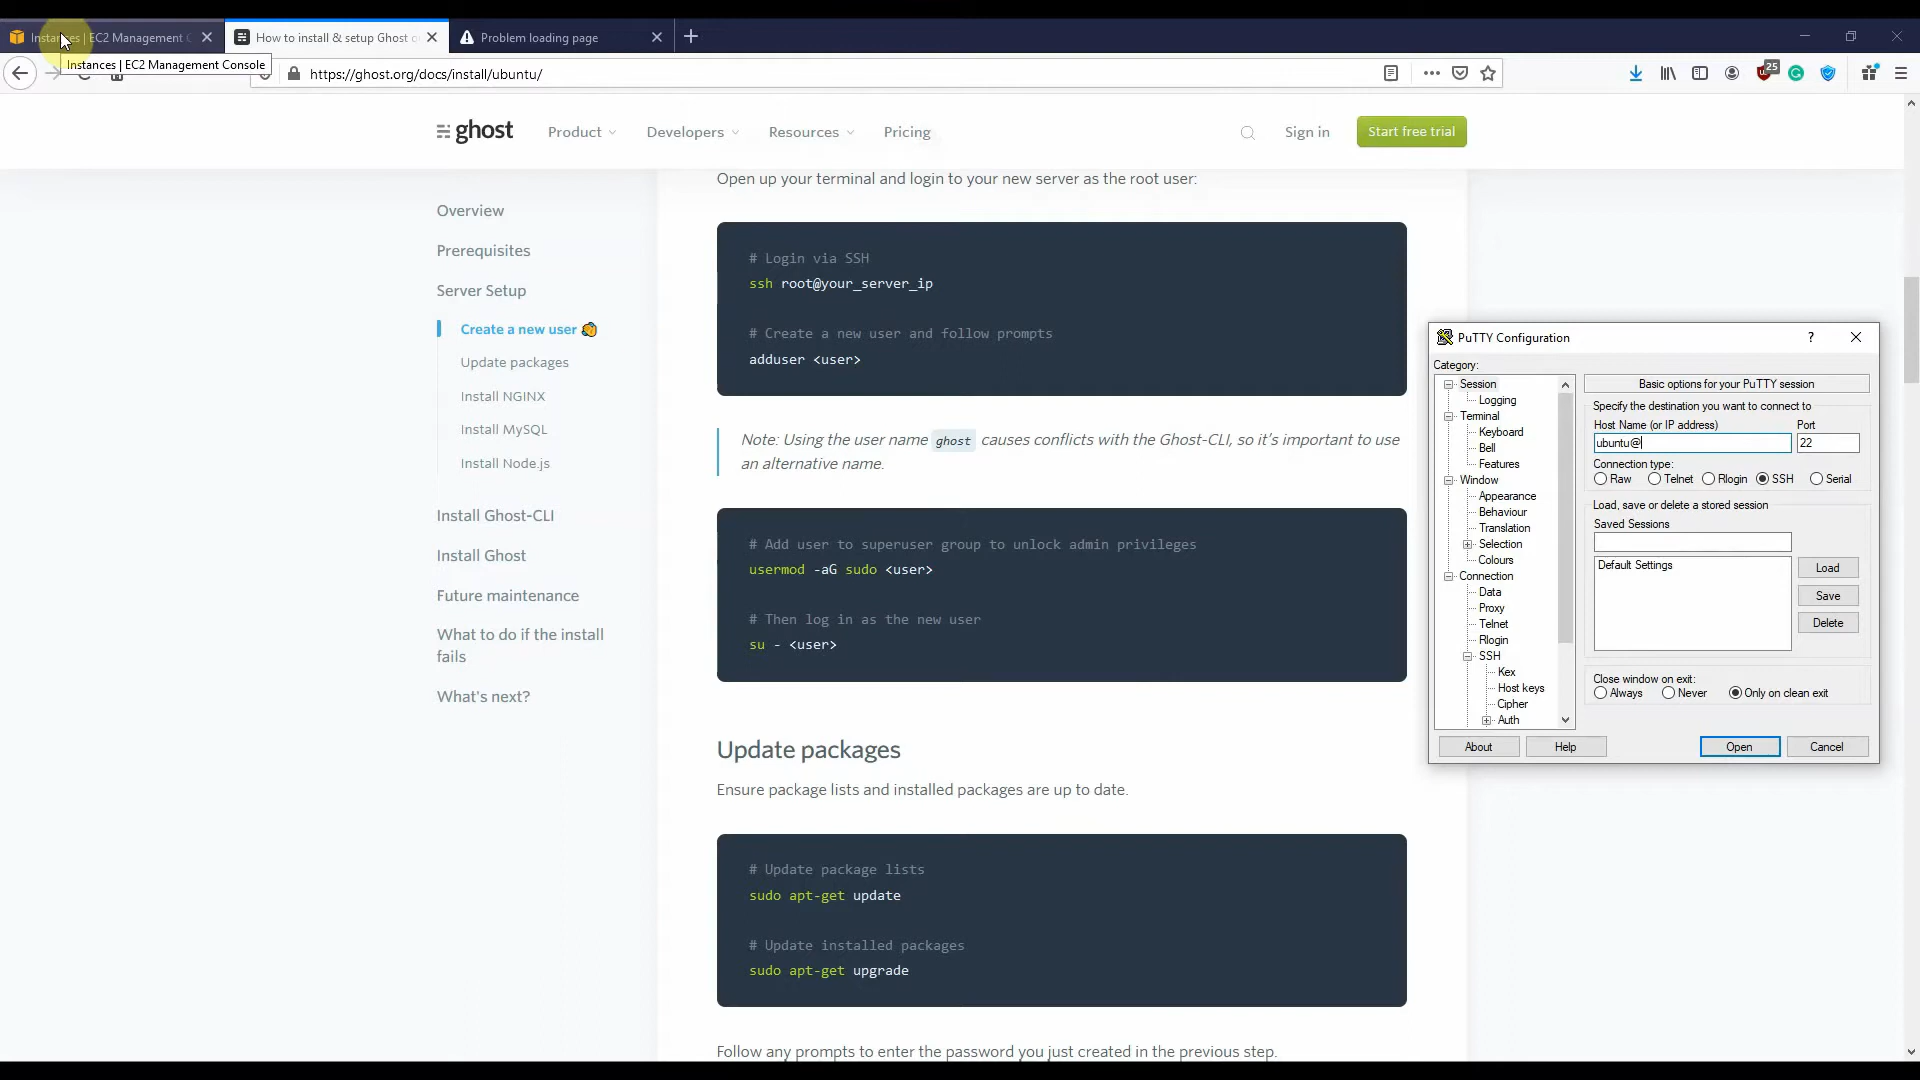 Instances | EC2 Management C
How to install & setup Ghost o
Problem loading page
Instances | EC2 Management Console
https://ghost.org/docs/install/ubuntu/
25
ghost
Product
Developers
Resources
Pricing
Sign in
Start free trial
Overview
Prerequisites
Server Setup
Create a new user
Update packages
Install NGINX
Install MySQL
Install Node.js
Install Ghost-CLI
Install Ghost
Future maintenance
What to do if the install
fails
What's next?
Open up your terminal and login to your new server as the root user:
# Login via SSH
ssh root@your_server_ip
# Create a new user and follow prompts
adduser <user>
Note: Using the user name ghost causes conflicts with the Ghost-CLI, so it's important to use
an alternative name.
# Add user to superuser group to unlock admin privileges
usermod -aG sudo <user>
# Then log in as the new user
su - <user>
Update packages
Ensure package lists and installed packages are up to date.
# Update package lists
sudo apt-get update
# Update installed packages
sudo apt-get upgrade
Follow any prompts to enter the password you just created in the previous step.
PuTTY Configuration
?
Category:
Session
Logging
Terminal
Keyboard
Bell
Features
Window
Appearance
Behaviour
Translation
Selection
Colours
Connection
Data
Proxy
Telnet
Rlogin
SSH
Kex
Host keys
Cipher
Auth
Basic options for your PuTTY session
Specify the destination you want to connect to
Host Name (or IP address) Port
ubuntu@ 22
Connection type:
Raw Telnet Rlogin SSH Serial
Load, save or delete a stored session
Saved Sessions
Default Settings
Load
Save
Delete
Close window on exit:
Always Never Only on clean exit
About Help Open Cancel